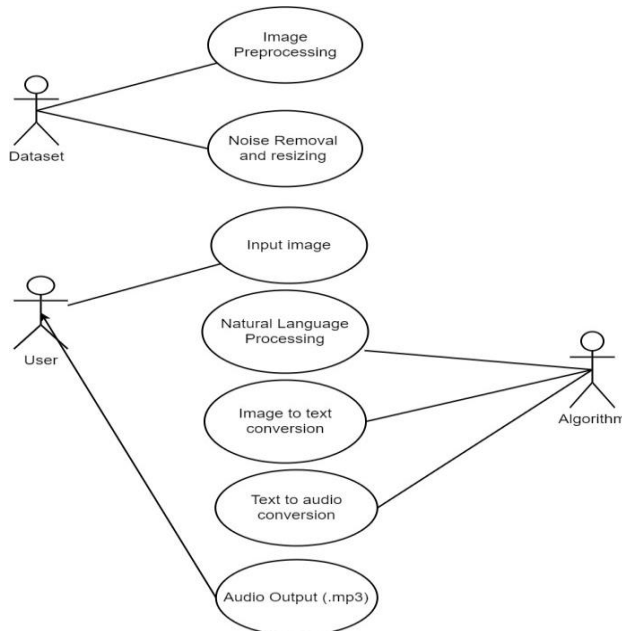 Image
Preprocessing
Dataset
Noise Removal
and resizing
Input image
User
Natural Language
Processing
Algorithm
Image to text
conversion
Text to audio
conversion
Audio Output (.mp3)